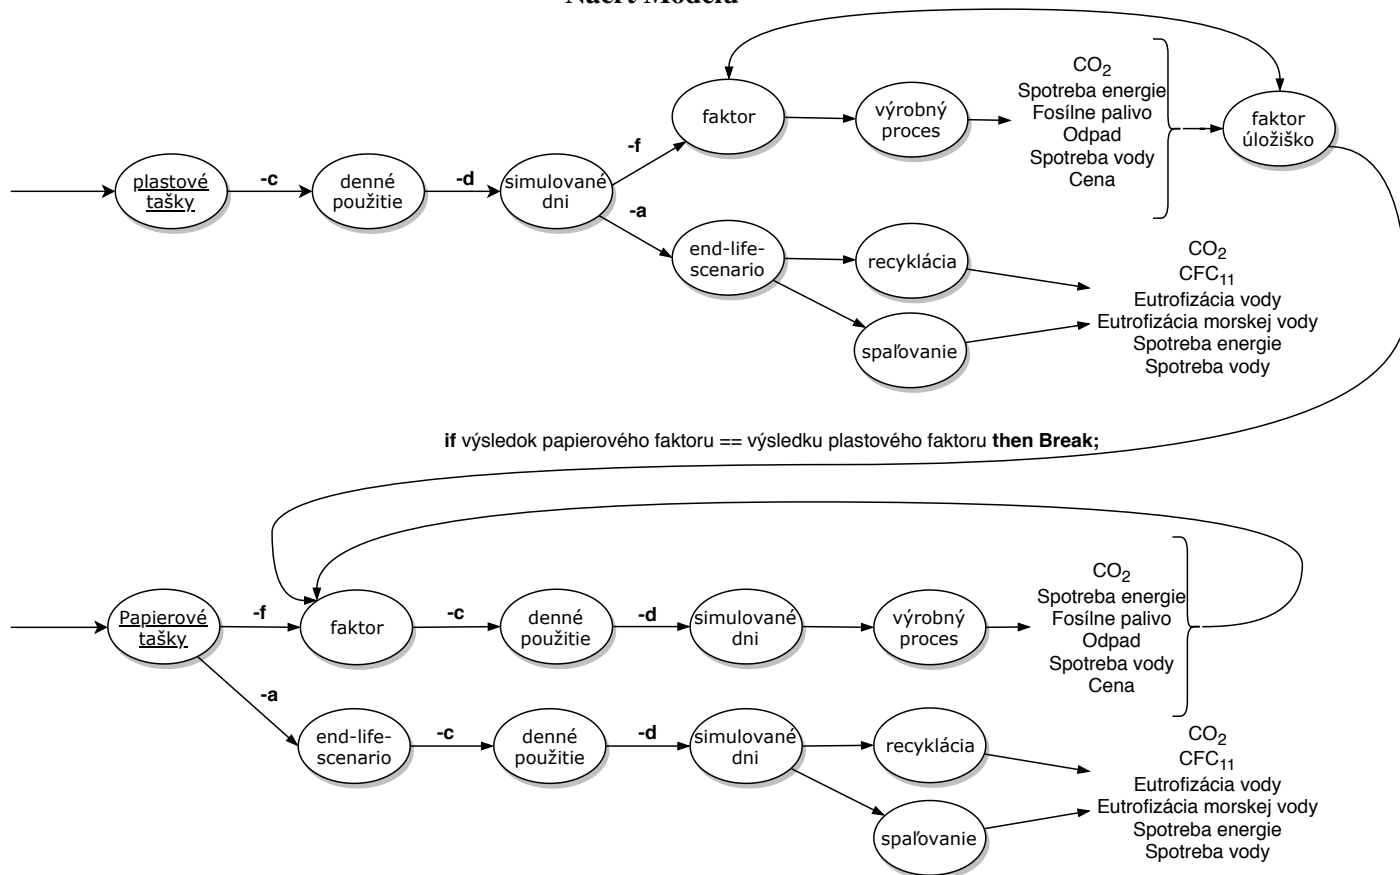 Náčrt Modelu
CO2
Spotreba energie
Fosílne palivo
Odpad
Spotreba vody
Cena
faktor
výrobný
proces
faktor
úložiško
-f
plastové
tašky
-c
denné
použitie
-d
simulované
dni
-a
end-life-
scenario
recyklácia
spaľovanie
CO2
CFC11
Eutrofizácia vody
Eutrofizácia morskej vody
Spotreba energie
Spotreba vody
if výsledok papierového faktoru == výsledku plastového faktoru then Break;
Papierové
tašky
-f
faktor
-c
denné
použitie
-d
simulované
dni
výrobný
proces
CO2
Spotreba energie
Fosílne palivo
Odpad
Spotreba vody
Cena
-a
end-life-
scenario
-c
denné
použitie
-d
simulované
dni
recyklácia
spaľovanie
CO2
CFC11
Eutrofizácia vody
Eutrofizácia morskej vody
Spotreba energie
Spotreba vody